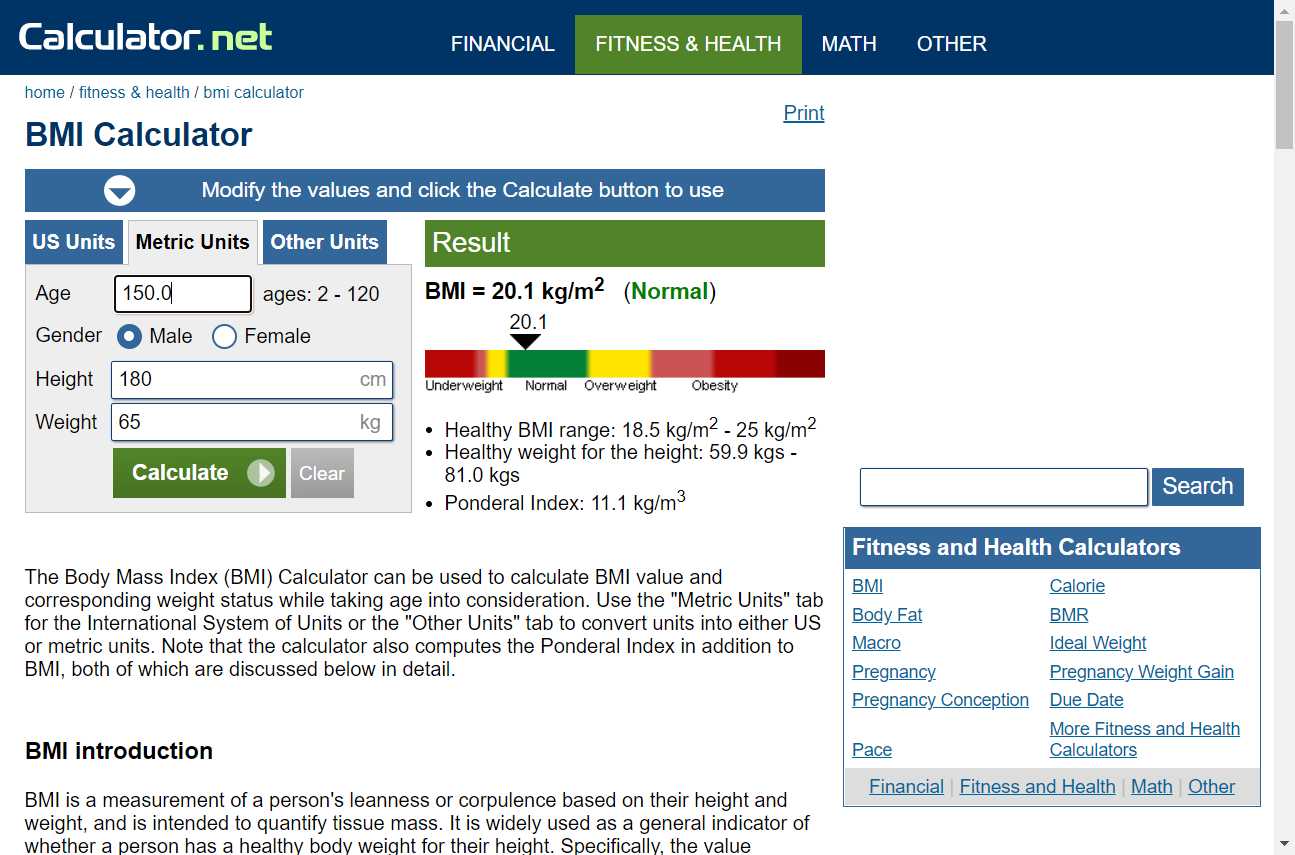 Calculator.net
FINANCIAL
FITNESS & HEALTH
MATH
OTHER
home / fitness & health / bmi calculator
Print
BMI Calculator
Modify the values and click the Calculate button to use
US Units
Metric Units
Other Units
Age
150.0
ages: 2 - 120
Gender
Male
Female
Height
180
cm
Weight
65
kg
Calculate
Clear
Result
BMI = 20.1 kg/m² (Normal)
20.1
Underweight
Normal
Overweight
Obesity
• Healthy BMI range: 18.5 kg/m² - 25 kg/m²
• Healthy weight for the height: 59.9 kgs -
81.0 kgs
• Ponderal Index: 11.1 kg/m³
The Body Mass Index (BMI) Calculator can be used to calculate BMI value and
corresponding weight status while taking age into consideration. Use the "Metric Units" tab
for the International System of Units or the "Other Units" tab to convert units into either US
or metric units. Note that the calculator also computes the Ponderal Index in addition to
BMI, both of which are discussed below in detail.
BMI introduction
BMI is a measurement of a person's leanness or corpulence based on their height and
weight, and is intended to quantify tissue mass. It is widely used as a general indicator of
whether a person has a healthy body weight for their height. Specifically, the value
Search
Fitness and Health Calculators
BMI
Calorie
Body Fat
BMR
Macro
Ideal Weight
Pregnancy
Pregnancy Weight Gain
Pregnancy Conception
Due Date
Pace
More Fitness and Health
Calculators
Financial | Fitness and Health | Math | Other